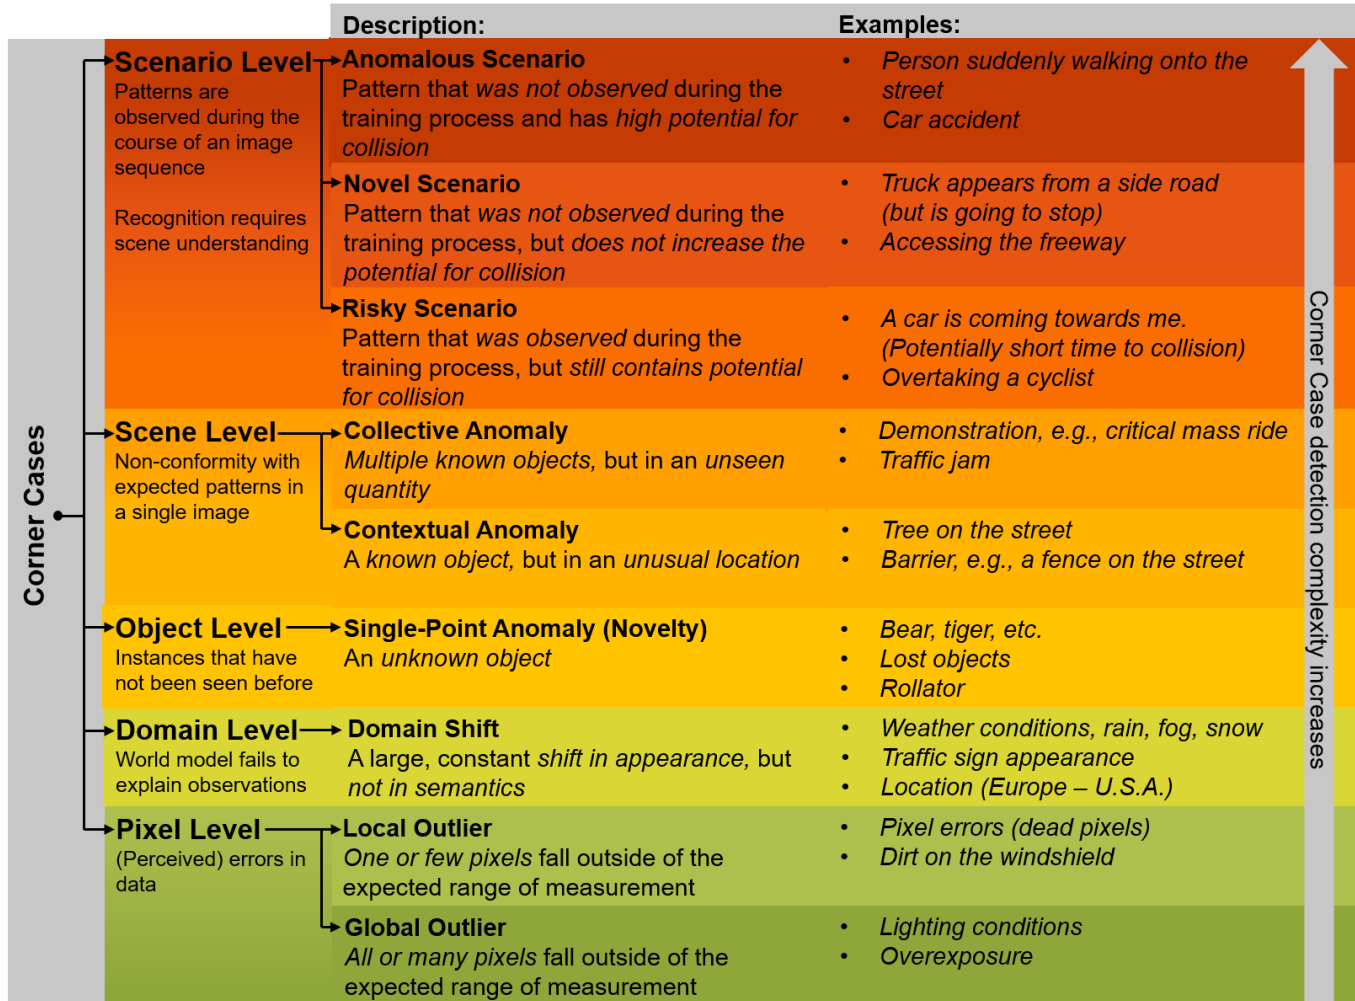 Description:
Examples:
Corner Cases
Scenario Level
Patterns are
observed during the
course of an image
sequence
Recognition requires
scene understanding
Anomalous Scenario
Pattern that was not observed during the
training process and has high potential for
collision
• Person suddenly walking onto the
street
• Car accident
Novel Scenario
Pattern that was not observed during the
training process, but does not increase the
potential for collision
• Truck appears from a side road
(but is going to stop)
• Accessing the freeway
Risky Scenario
Pattern that was observed during the
training process, but still contains potential
for collision
• A car is coming towards me.
(Potentially short time to collision)
• Overtaking a cyclist
Scene Level
Non-conformity with
expected patterns in
a single image
Collective Anomaly
Multiple known objects, but in an unseen
quantity
• Demonstration, e.g., critical mass ride
• Traffic jam
Contextual Anomaly
A known object, but in an unusual location
• Tree on the street
• Barrier, e.g., a fence on the street
Object Level
Instances that have
not been seen before
Single-Point Anomaly (Novelty)
An unknown object
• Bear, tiger, etc.
• Lost objects
• Rollator
Domain Level
World model fails to
explain observations
Domain Shift
A large, constant shift in appearance, but
not in semantics
• Weather conditions, rain, fog, snow
• Traffic sign appearance
• Location (Europe – U.S.A.)
Pixel Level
(Perceived) errors in
data
Local Outlier
One or few pixels fall outside of the
expected range of measurement
• Pixel errors (dead pixels)
• Dirt on the windshield
Global Outlier
All or many pixels fall outside of the
expected range of measurement
• Lighting conditions
• Overexposure
Corner Case detection complexity increases